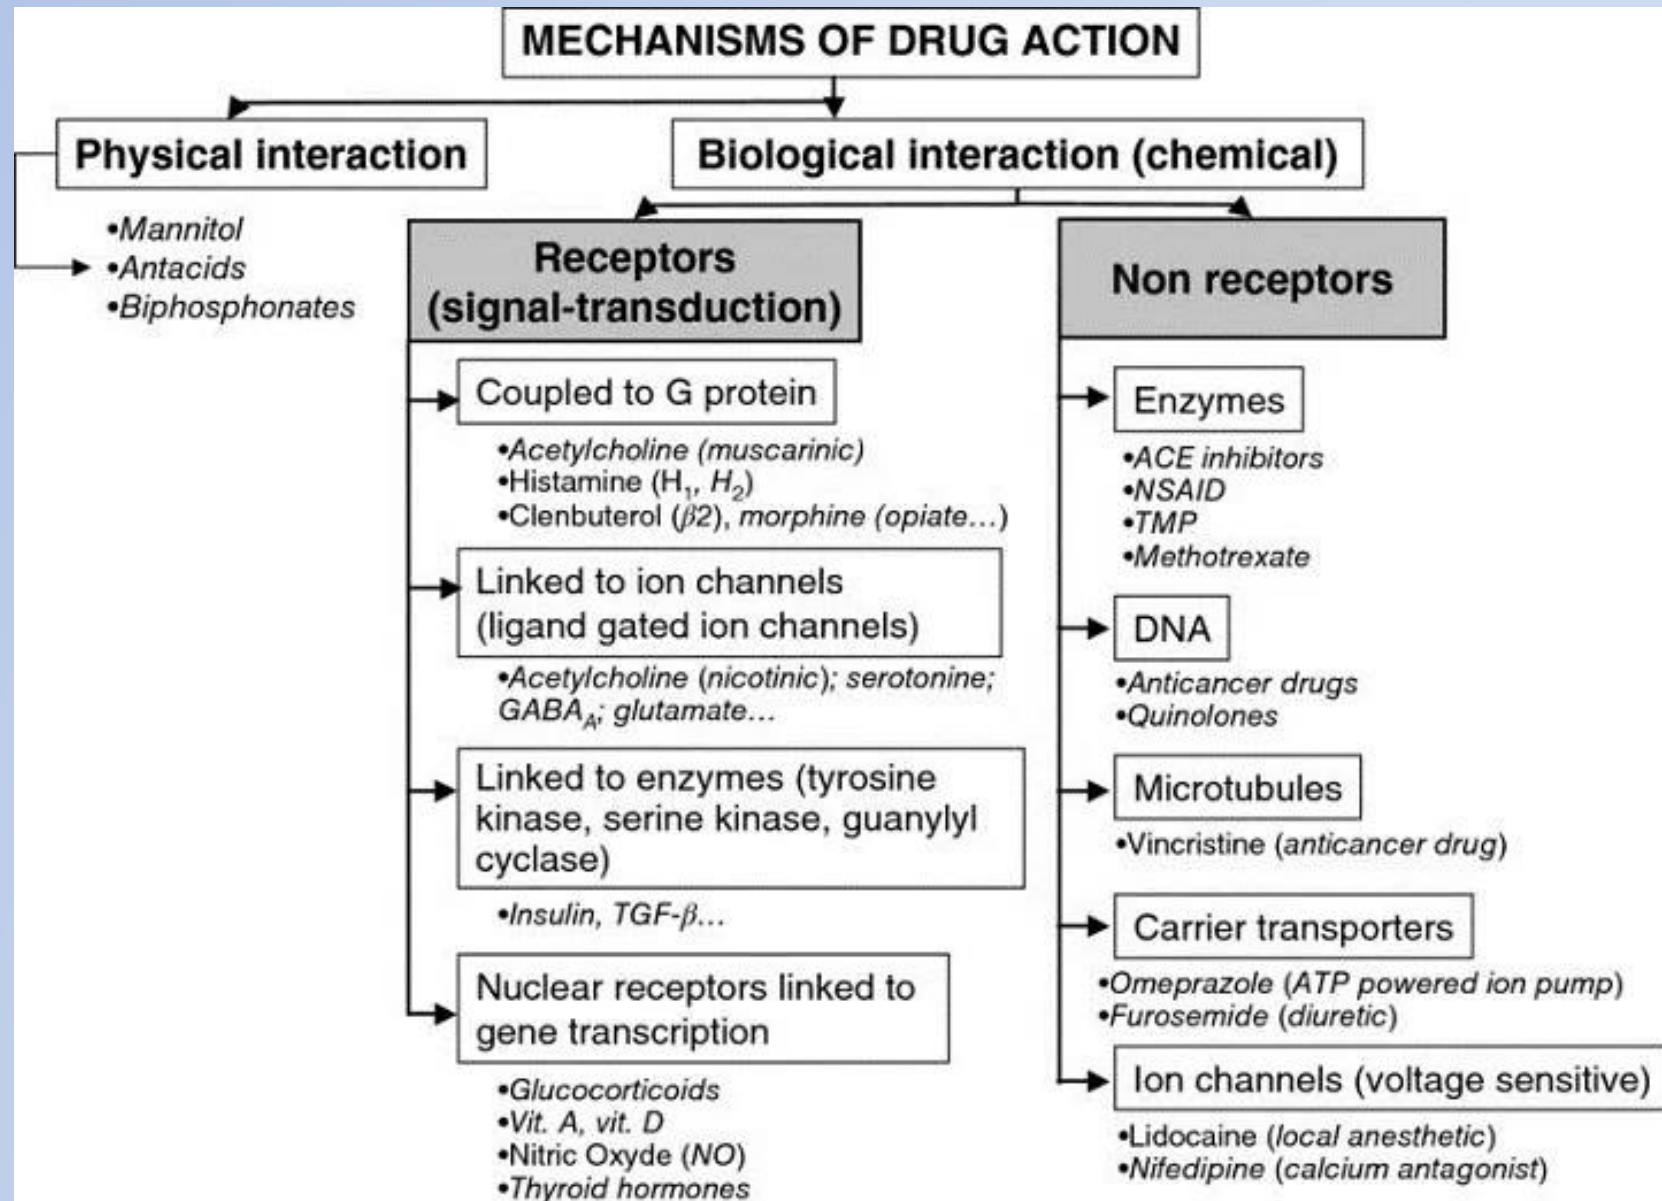 MECHANISMS OF DRUG ACTION
Physical interaction
•Mannitol
•Antacids
•Biphosphonates
Biological interaction (chemical)
Receptors
(signal-transduction)
Coupled to G protein
•Acetylcholine (muscarinic)
•Histamine (H₁, H₂)
•Clenbuterol (β2), morphine (opiate…)
Linked to ion channels
(ligand gated ion channels)
•Acetylcholine (nicotinic); serotonine;
GABA_A; glutamate…
Linked to enzymes (tyrosine
kinase, serine kinase, guanylyl
cyclase)
•Insulin, TGF-β…
Nuclear receptors linked to
gene transcription
•Glucocorticoids
•Vit. A, vit. D
•Nitric Oxyde (NO)
•Thyroid hormones
Non receptors
Enzymes
•ACE inhibitors
•NSAID
•TMP
•Methotrexate
DNA
•Anticancer drugs
•Quinolones
Microtubules
•Vincristine (anticancer drug)
Carrier transporters
•Omeprazole (ATP powered ion pump)
•Furosemide (diuretic)
Ion channels (voltage sensitive)
•Lidocaine (local anesthetic)
•Nifedipine (calcium antagonist)